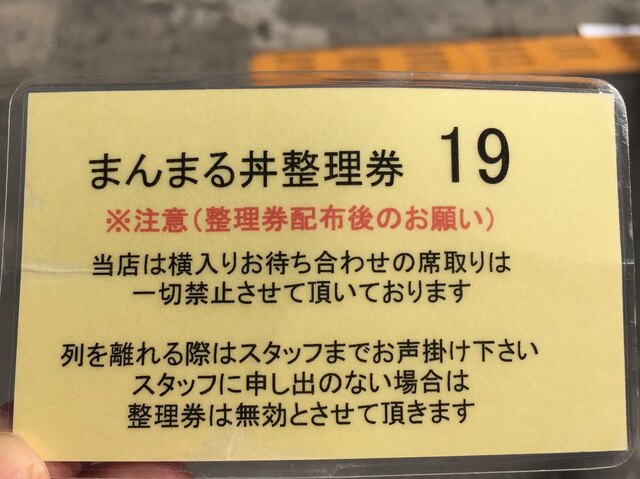 まんまる丼整理券 19
※注意(整理券配布後のお願い)
当店は横入りお待ち合わせの席取りは
一切禁止させて頂いております
列を離れる際はスタッフまでお声掛け下さい
スタッフに申し出のない場合は
整理券は無効とさせて頂きます